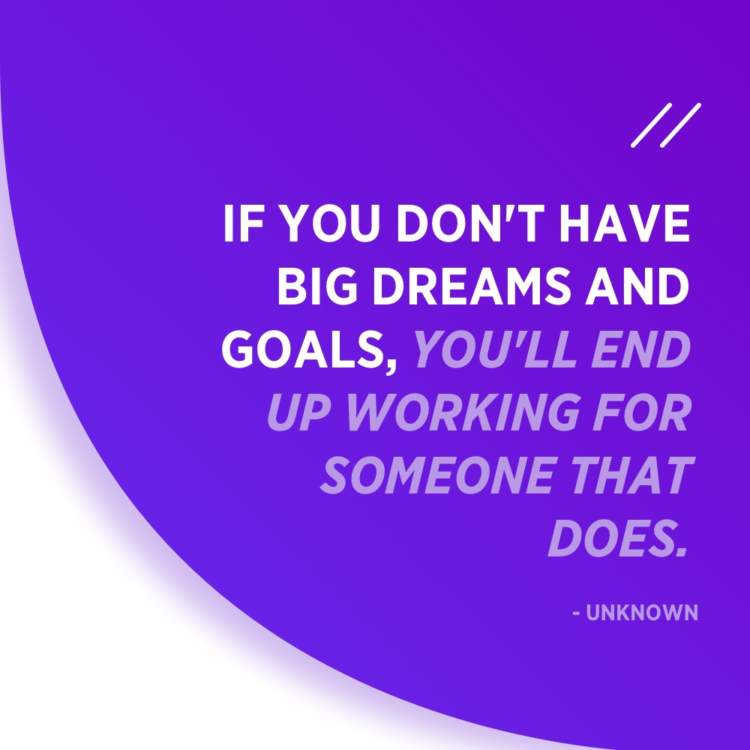 IF YOU DON'T HAVE
BIG DREAMS AND
GOALS, YOU'LL END
UP WORKING FOR
SOMEONE THAT
DOES.
- UNKNOWN